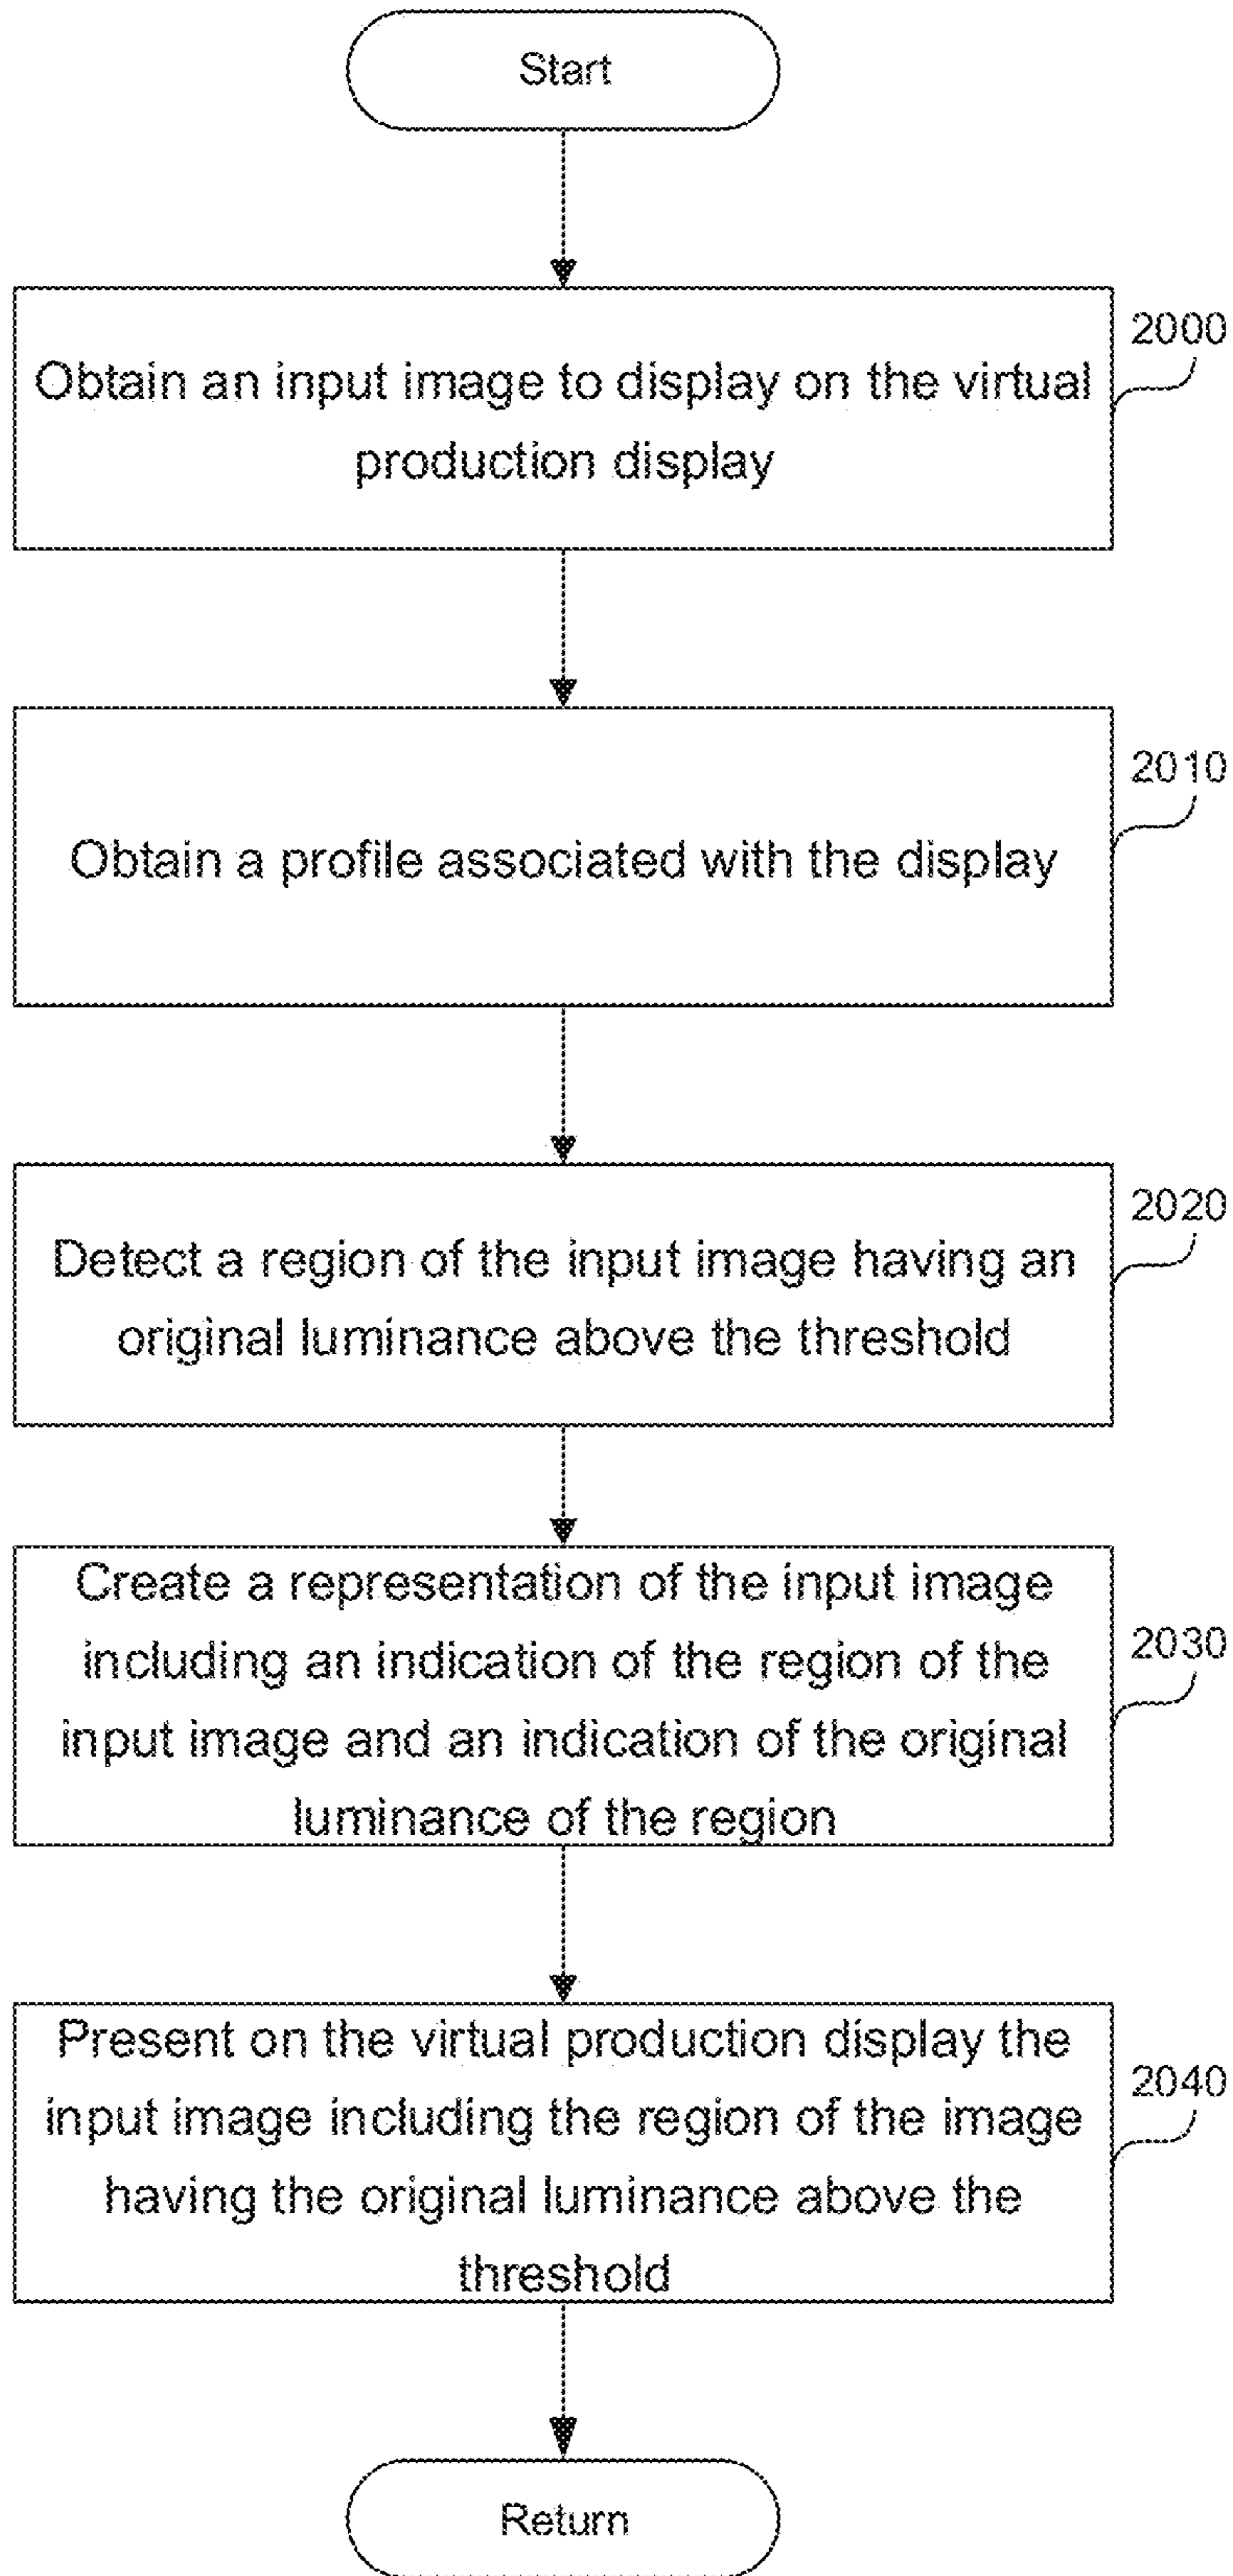 Start
2000
Obtain an input image to display on the virtual
production display
2010
Obtain a profile associated with the display
2020
Detect a region of the input image having an
original luminance above the threshold
Create a representation of the input image
including an indication of the region of the
2030
input image and an indication of the original
luminance of the region
Present on the virtual production display the
2040
input image including the region of the image
having the original luminance above the
threshold
Return